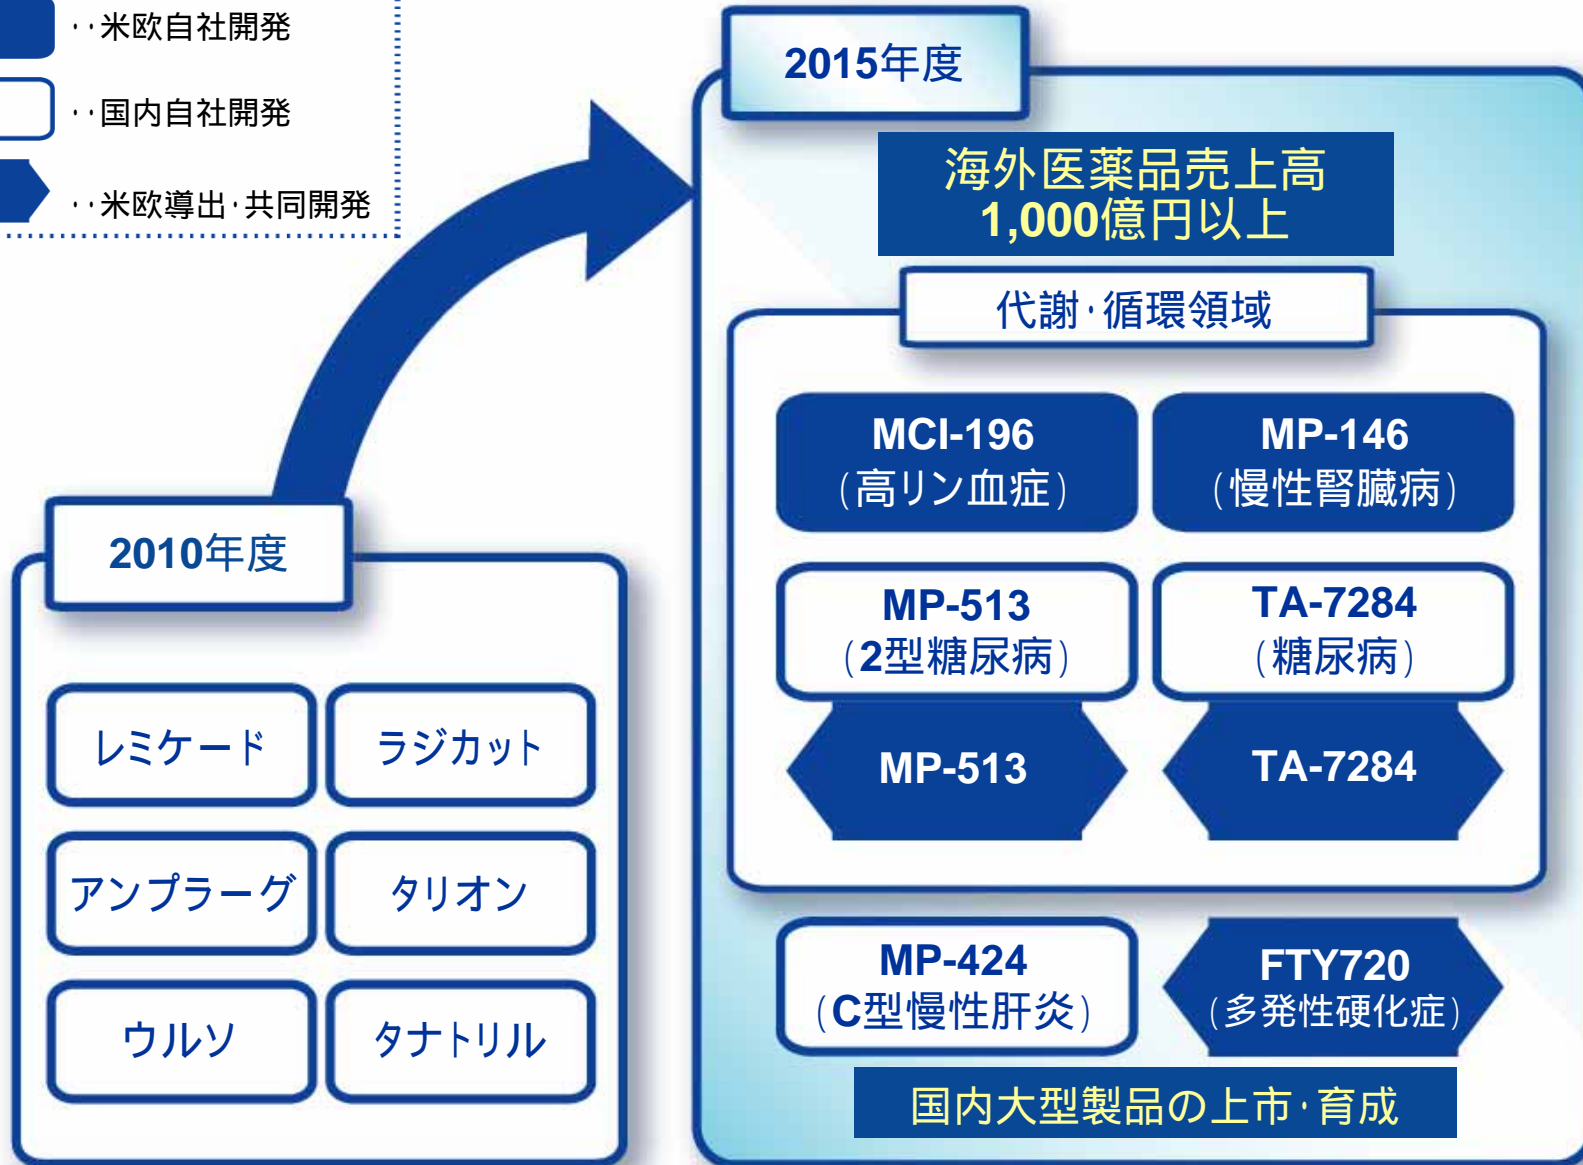 ‥米欧自社開発
‥国内自社開発
‥米欧導出･共同開発
2015年度
海外医薬品売上高
1,000億円以上
代謝･循環領域
MCI-196
(高リン血症)
MP-146
(慢性腎臓病)
MP-513
(2型糖尿病)
TA-7284
(糖尿病)
MP-513
TA-7284
MP-424
(C型慢性肝炎)
FTY720
(多発性硬化症)
国内大型製品の上市･育成
2010年度
レミケード
ラジカット
アンプラーグ
タリオン
ウルソ
タナトリル